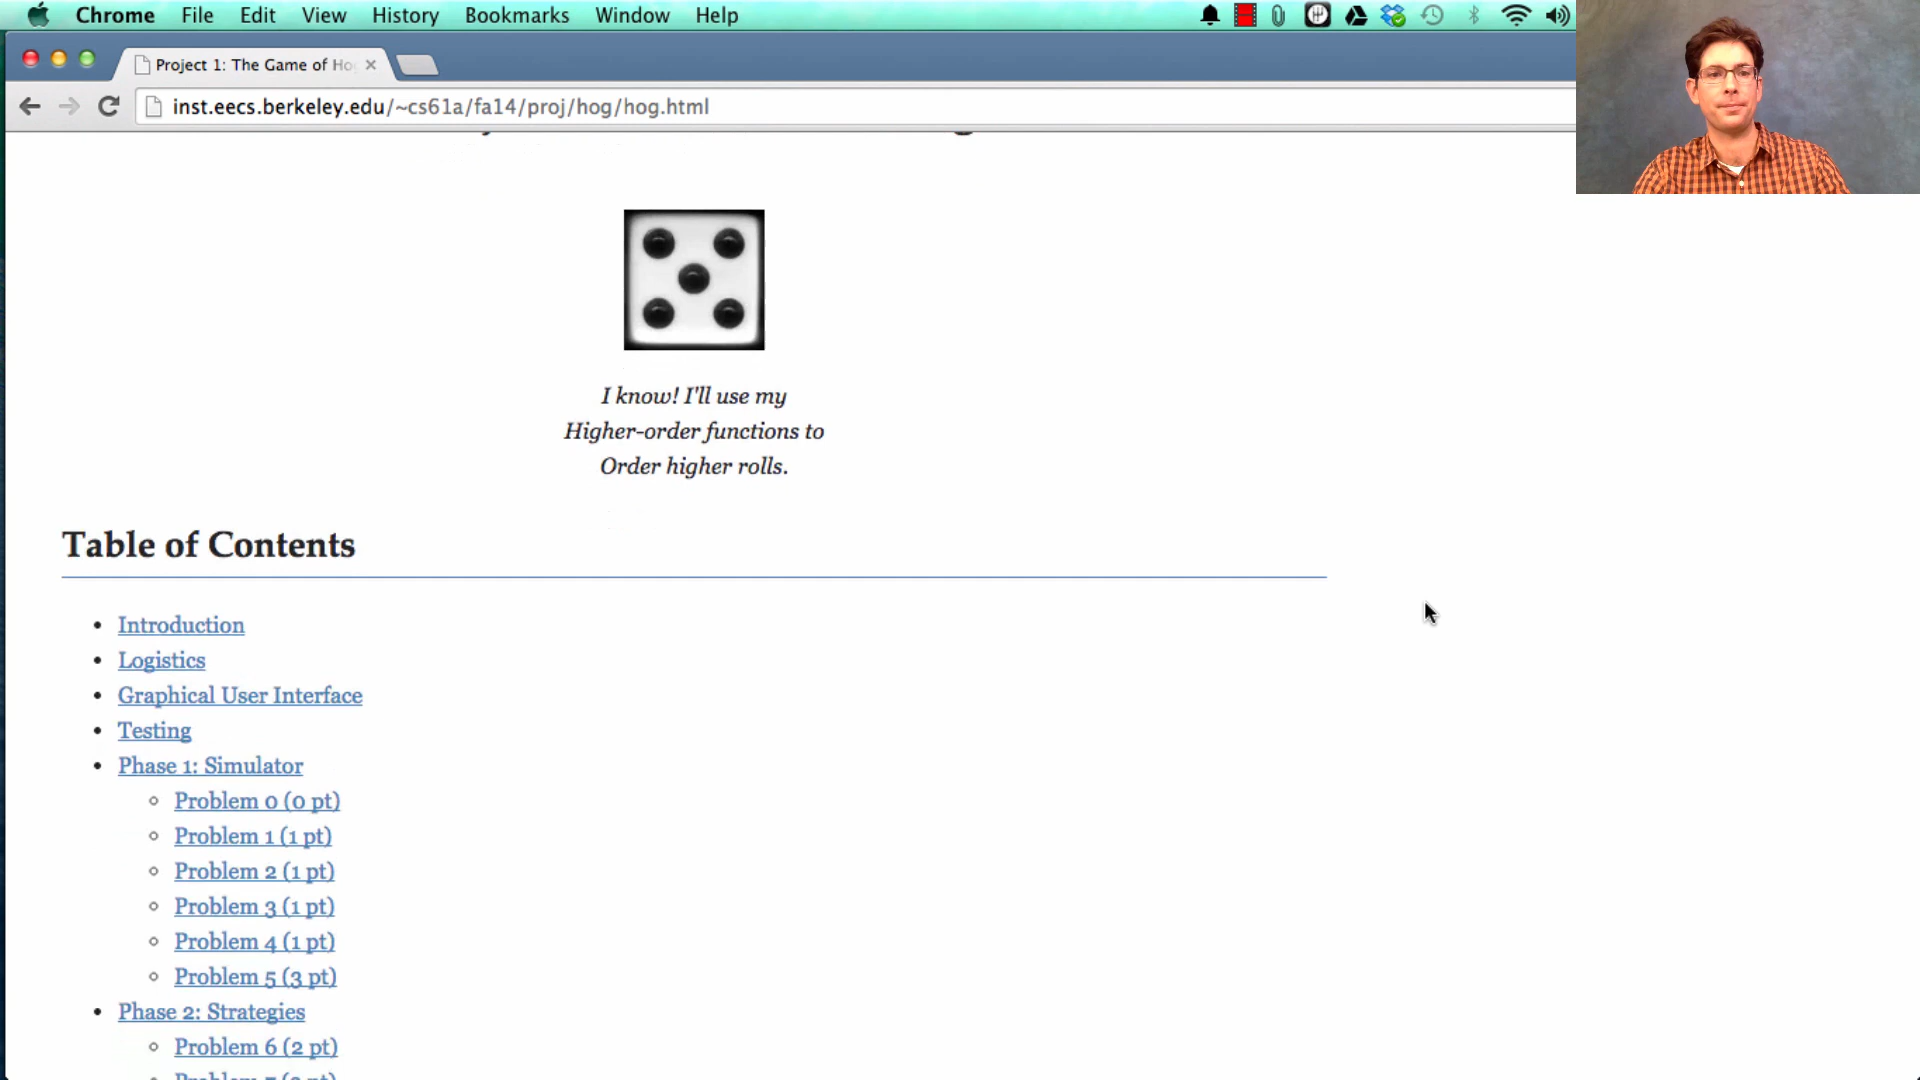 Chrome File Edit View History Bookmarks Window Help
Project 1: The Game of Ho
inst.eecs.berkeley.edu/~cs61a/fa14/proj/hog/hog.html
I know! I'll use my
Higher-order functions to
Order higher rolls.
Table of Contents
Introduction
Logistics
Graphical User Interface
Testing
Phase 1: Simulator
Problem 0 (0 pt)
Problem 1 (1 pt)
Problem 2 (1 pt)
Problem 3 (1 pt)
Problem 4 (1 pt)
Problem 5 (3 pt)
Phase 2: Strategies
Problem 6 (2 pt)